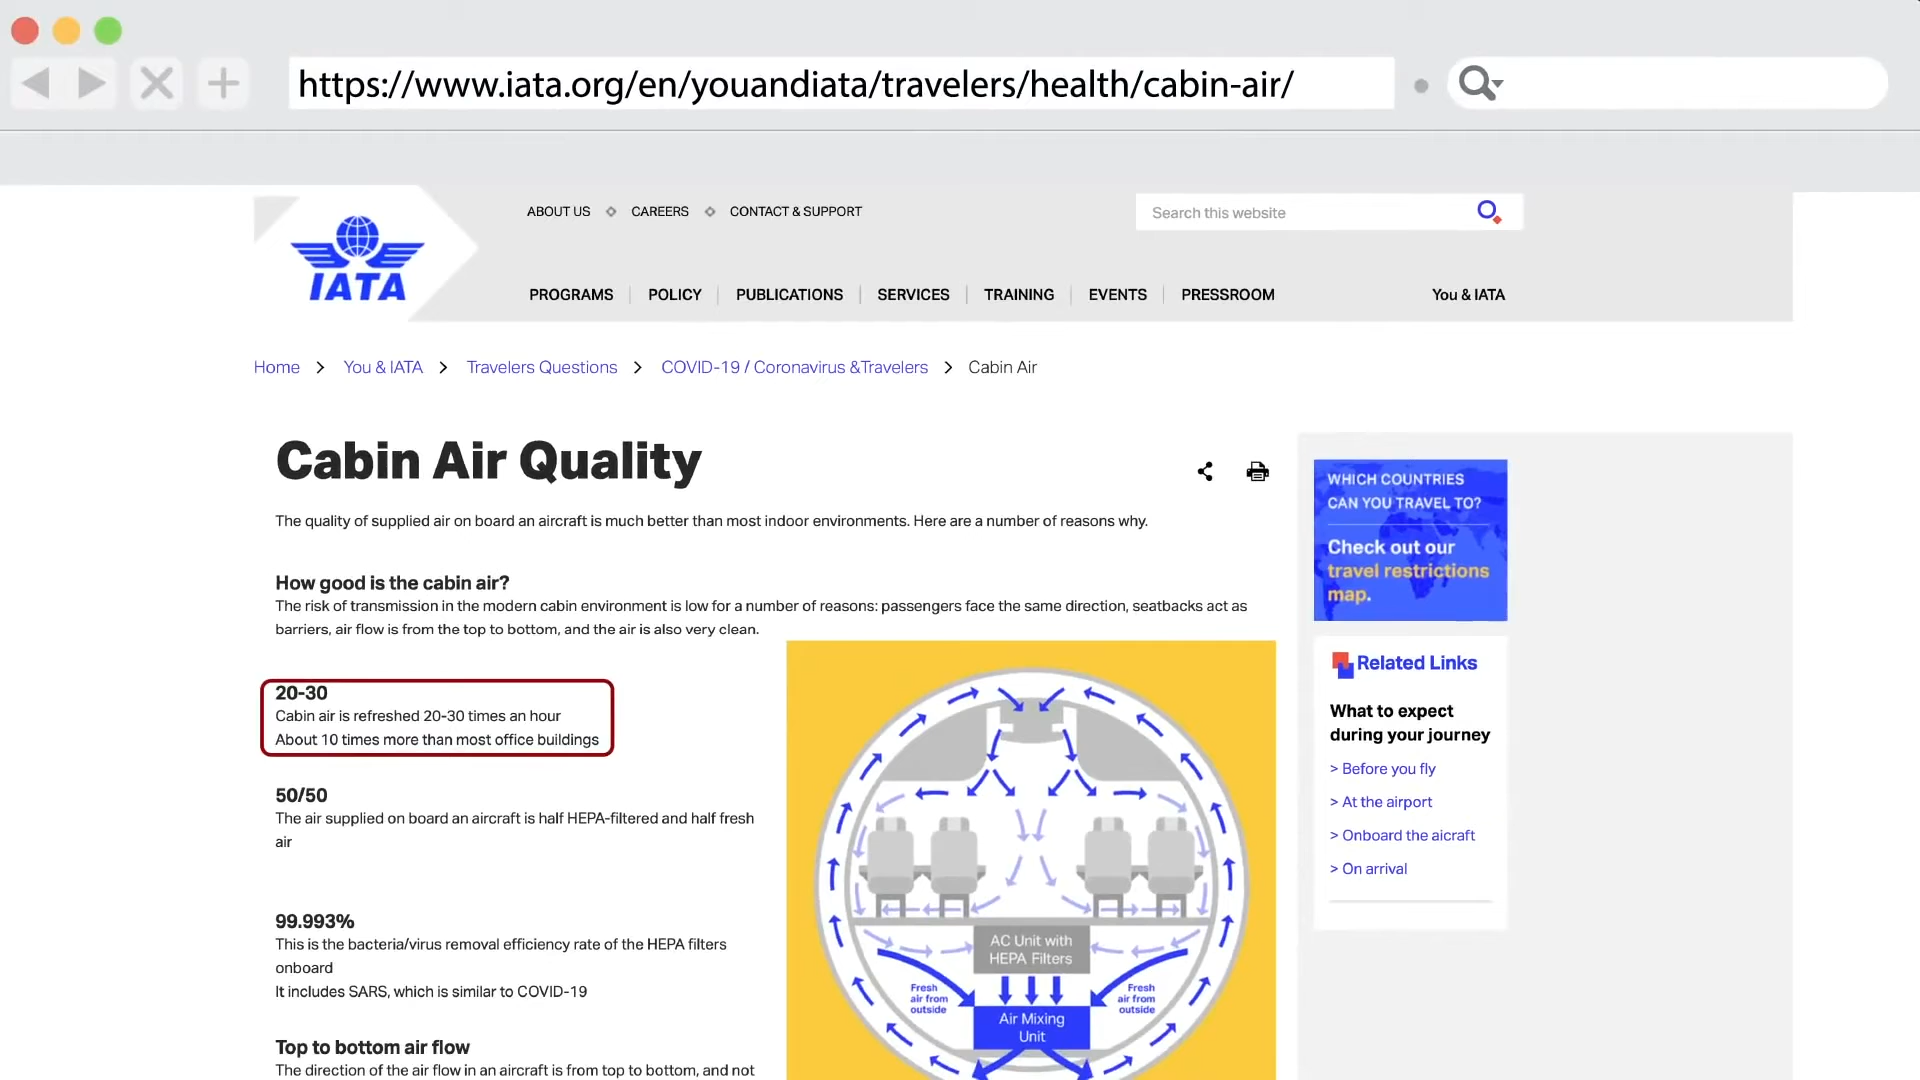 https://www.iata.org/en/youandiata/travelers/health/cabin-air/
ABOUT US
CAREERS
CONTACT & SUPPORT
Search this website
IATA
PROGRAMS
POLICY
PUBLICATIONS
SERVICES
TRAINING
EVENTS
PRESSROOM
You & IATA
Home
You & IATA
Travelers Questions
COVID-19 / Coronavirus &Travelers
Cabin Air
Cabin Air Quality
The quality of supplied air on board an aircraft is much better than most indoor environments. Here are a number of reasons why.
How good is the cabin air?
The risk of transmission in the modern cabin environment is low for a number of reasons: passengers face the same direction, seatbacks act as
barriers, air flow is from the top to bottom, and the air is also very clean.
20-30
Cabin air is refreshed 20-30 times an hour
About 10 times more than most office buildings
50/50
The air supplied on board an aircraft is half HEPA-filtered and half fresh
air
99.993%
This is the bacteria/virus removal efficiency rate of the HEPA filters
onboard
It includes SARS, which is similar to COVID-19
Top to bottom air flow
The direction of the air flow in an aircraft is from top to bottom, and not
AC Unit with
HEPA Filters
Fresh
air from
outside
Fresh
air from
outside
Air Mixing
Unit
WHICH COUNTRIES
CAN YOU TRAVEL TO?
Check out our
travel restrictions
map.
Related Links
What to expect
during your journey
> Before you fly
> At the airport
> Onboard the aicraft
> On arrival